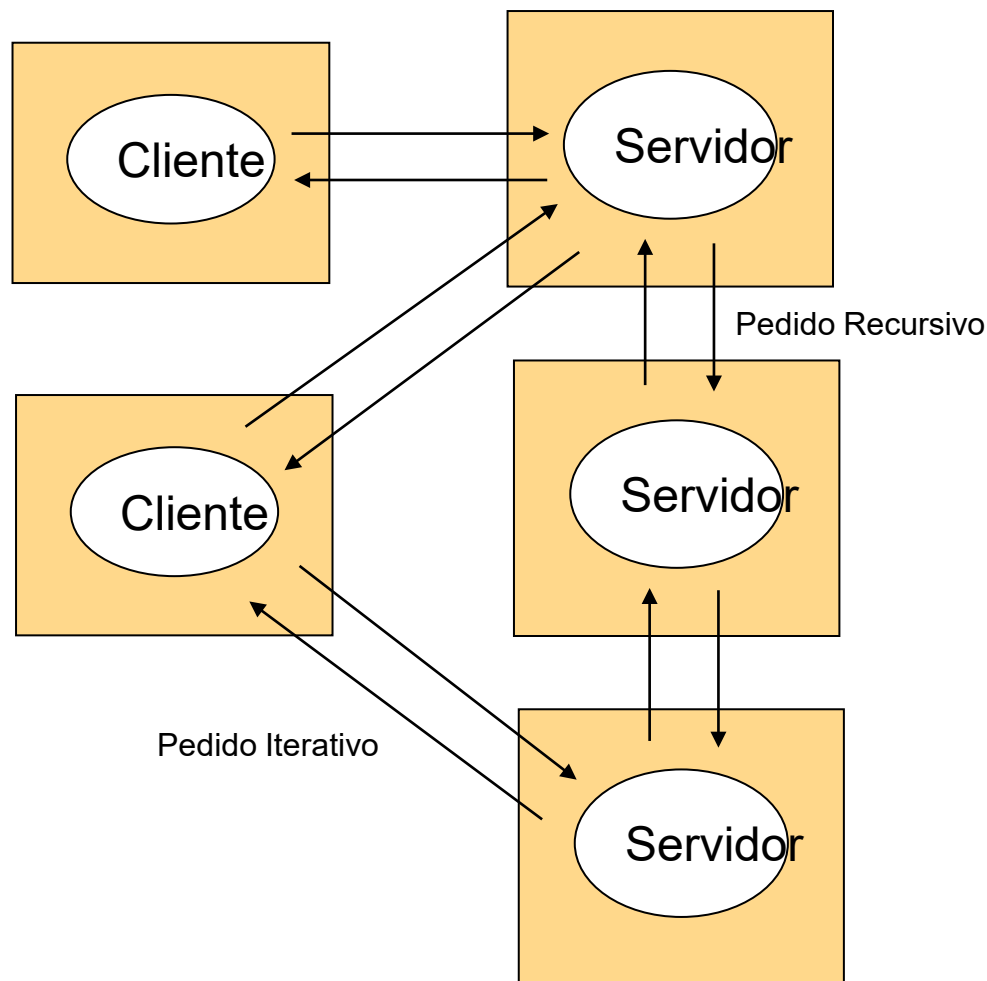 Cliente
Servidor
Pedido Recursivo
Cliente
Servidor
Pedido Iterativo
Servidor